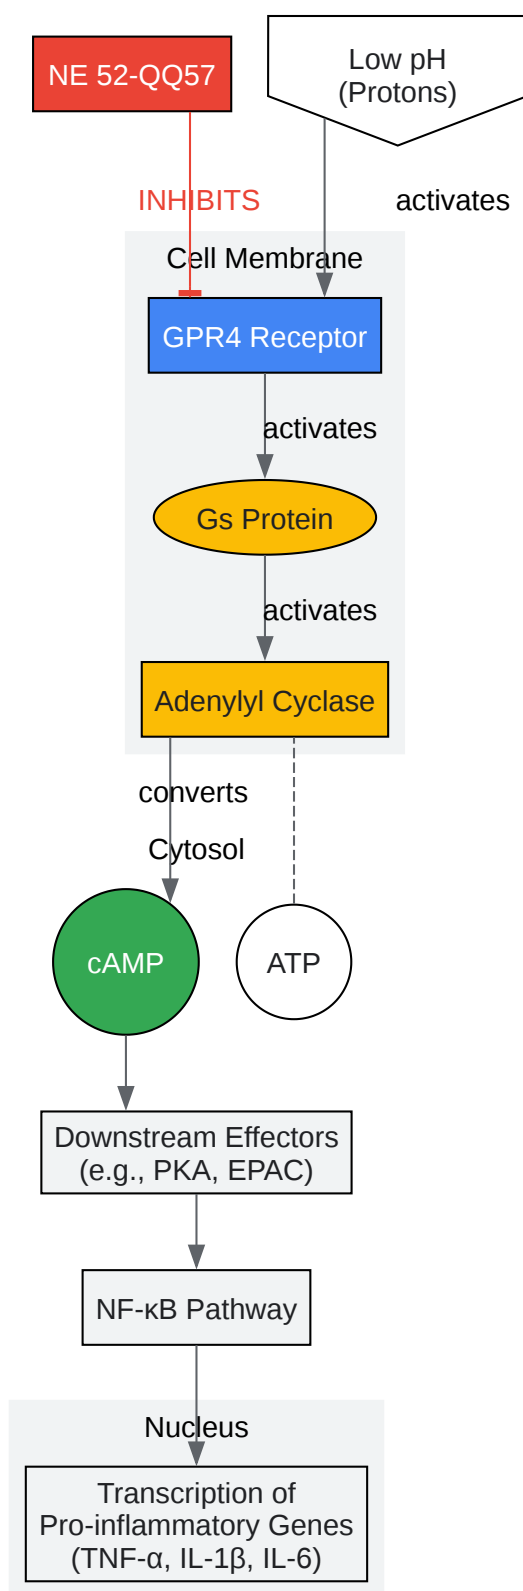 NE 52-QQ57
Low pH
(Protons)
INHIBITS
activates
Cell Membrane
GPR4 Receptor
activates
Gs Protein
activates
Adenylyl Cyclase
converts
Cytosol
cAMP
ATP
Downstream Effectors
(e.g., PKA, EPAC)
NF-κB Pathway
Nucleus
Transcription of
Pro-inflammatory Genes
(TNF-α, IL-1β, IL-6)